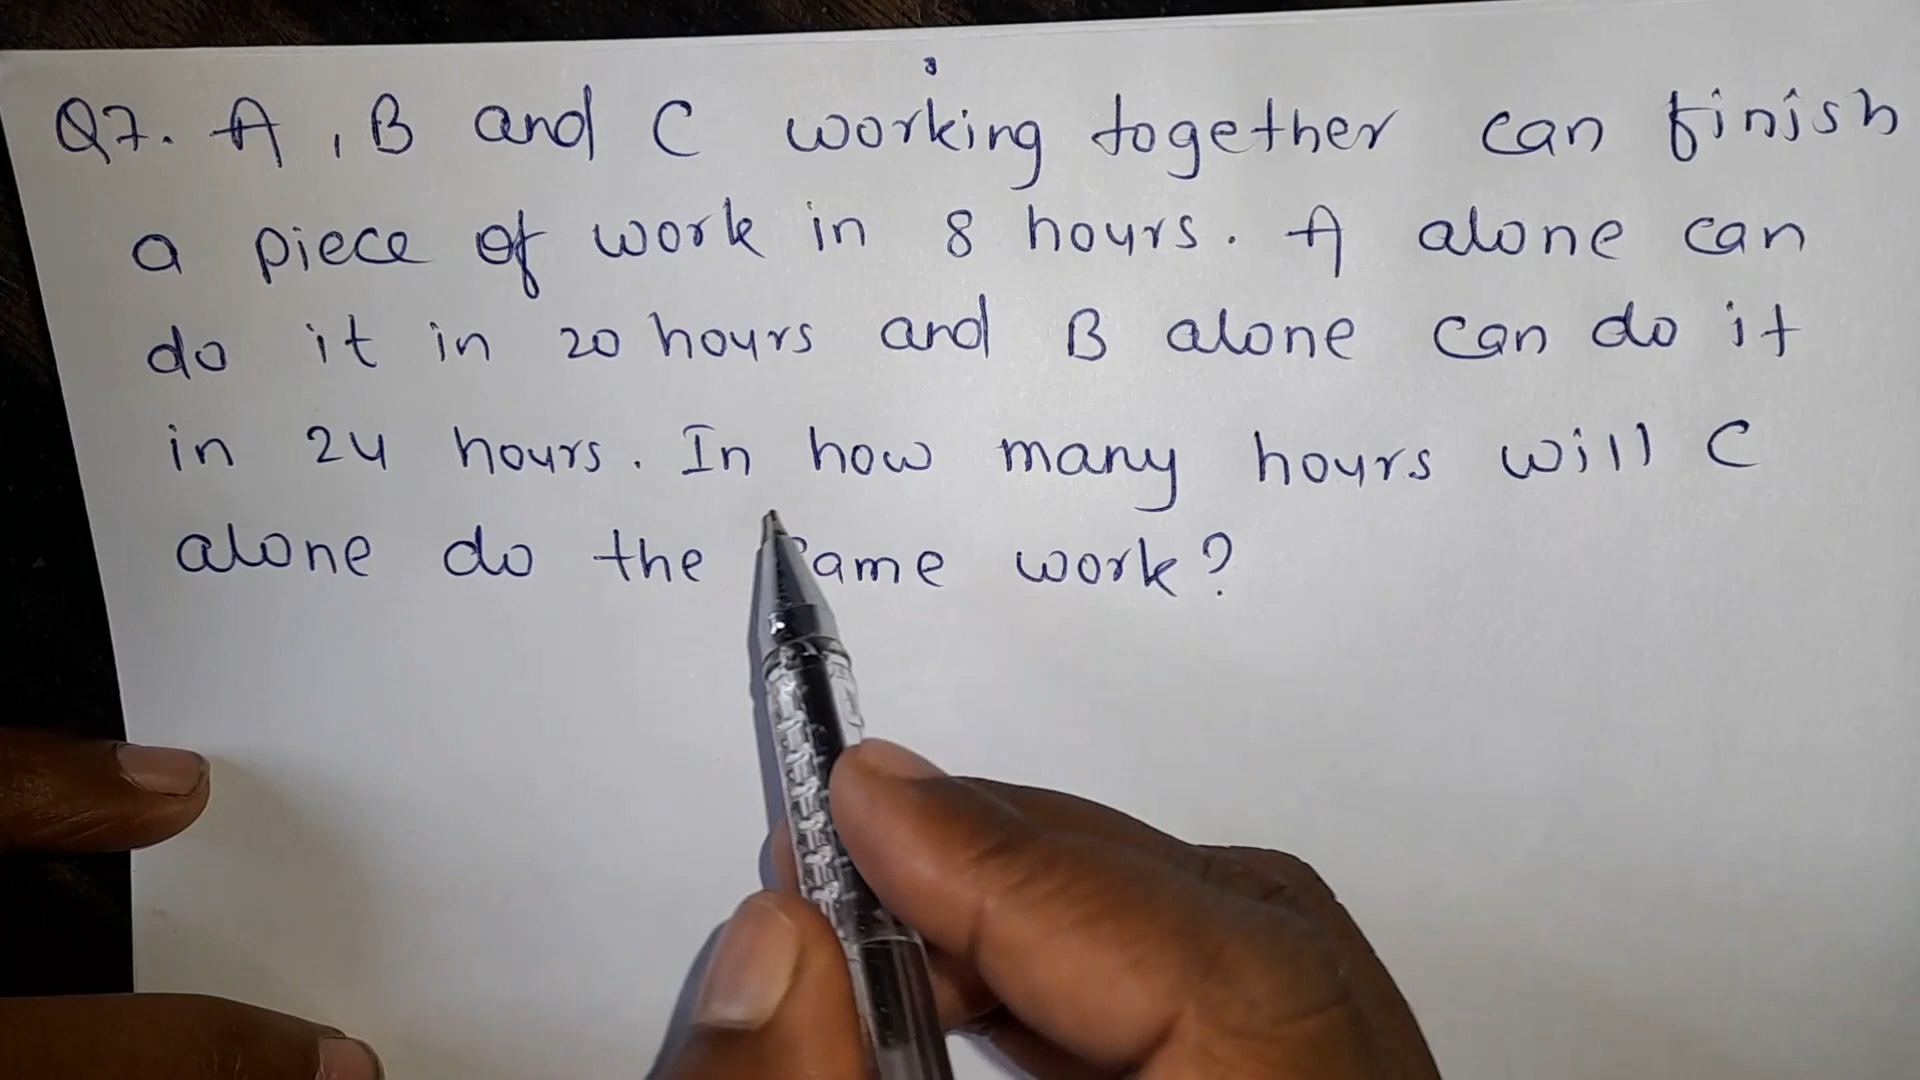 Q7. A, B and C working together can finish
a piece of work in 8 hours. A alone can
do it in 20 hours and B alone can do it
in 24 hours. In how many hours will C
alone do the same work?